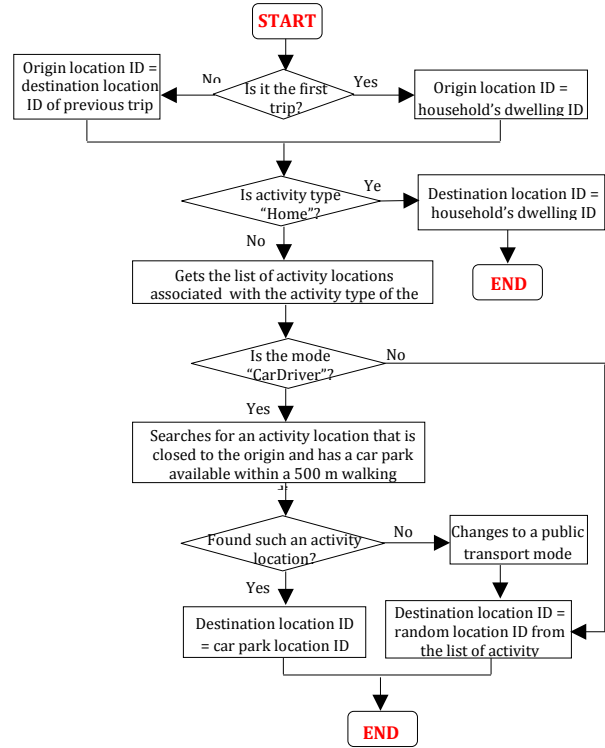 START
Is it the first
trip?
No
Yes
Origin location ID =
destination location
ID of previous trip
Origin location ID =
household's dwelling ID
Is activity type
"Home"?
Ye
Destination location ID =
household's dwelling ID
END
No
Gets the list of activity locations
associated with the activity type of the
Is the mode
"CarDriver"?
No
Yes
Searches for an activity location that is
closed to the origin and has a car park
available within a 500 m walking
Found such an activity
location?
No
Changes to a public
transport mode
Yes
Destination location ID
= car park location ID
Destination location ID =
random location ID from
the list of activity
END